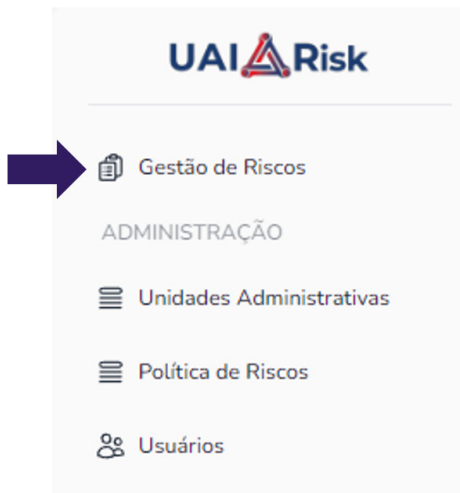 UAI Risk
Gestão de Riscos
ADMINISTRAÇÃO
Unidades Administrativas
Política de Riscos
Usuários